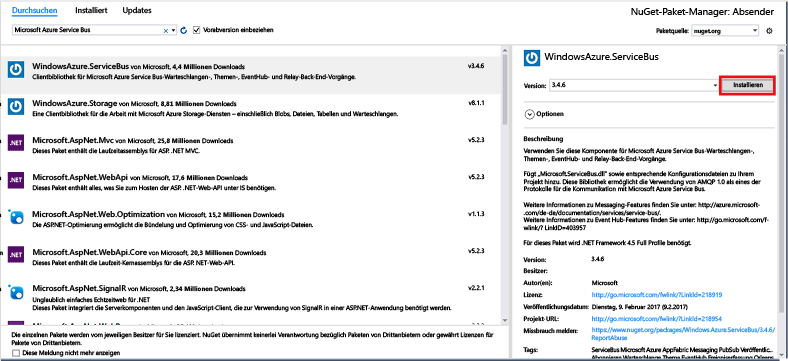 Durchsuchen Installiert Updates
NuGet-Paket-Manager: Absender
Microsoft Azure Service Bus
Vorabversion einbeziehen
Paketquelle: nuget.org
WindowsAzure.ServiceBus von Microsoft, 4,4 Millionen Downloads v3.4.6
Clientbibliothek für Microsoft Azure Service Bus-Warteschlangen-, Themen-, EventHub- und Relay-Back-End-Vorgänge.
WindowsAzure.Storage von Microsoft, 8,81 Millionen Downloads v8.1.1
Eine Clientbibliothek für die Arbeit mit Microsoft Azure Storage-Diensten – einschließlich Blobs, Dateien, Tabellen und Warteschlangen.
.NET
Microsoft.AspNet.Mvc von Microsoft, 25,8 Millionen Downloads v5.2.3
Dieses Paket enthält die Laufzeitassemblys für ASP. .NET MVC.
.NET
Microsoft.AspNet.WebApi von Microsoft, 17,6 Millionen Downloads v5.2.3
Dieses Paket enthält alles, was Sie zum Hosten der ASP. .NET-Web-API unter IS benötigen.
Microsoft.AspNet.Web.Optimization von Microsoft, 15,2 Millionen Downloads v1.1.3
Die ASP.NET-Optimierung ermöglicht die Bündelung und Optimierung von CSS- und JavaScript-Dateien.
.NET
Microsoft.AspNet.WebApi.Core von Microsoft, 20,3 Millionen Downloads v5.2.3
Dieses Paket enthält die Laufzeit-Kernassemblys für die ASP. NET-Web-API.
Microsoft.AspNet.SignalR von Microsoft, 2,34 Millionen Downloads v2.2.1
Unglaublich einfaches Echtzeitweb für .NET
Dieses Paket integriert die Serverkomponenten und den JavaScript-Client, die zur Verwendung von SignalR in einer ASP.NET-Anwendung benötigt werden.
Die einzelnen Pakete werden vom jeweiligen Besitzer für Sie lizenziert. NuGet übernimmt keinerlei Verantwortung bezüglich Paketen von Drittanbietern oder gewährt Lizenzen für
Pakete von Drittanbietern.
Diese Meldung nicht mehr anzeigen
WindowsAzure.ServiceBus
Version: 3.4.6 Installieren
Optionen
Beschreibung
Verwenden Sie diese Komponente für Microsoft Azure Service Bus-Warteschlangen-,
Themen-, EventHub- und Relay-Back-End-Vorgänge.
Fügt „Microsoft.ServiceBus.dll" sowie entsprechende Konfigurationsdateien zu Ihrem
Projekt hinzu. Diese Bibliothek ermöglicht die Verwendung von AMQP 1.0 als eines der
Protokolle für die Kommunikation mit Microsoft Azure Service Bus.
Weitere Informationen zu Messaging-Features finden Sie unter: http://azure.microsoft-
.com/de-de/documentation/services/service-bus/.
Weitere Informationen zu Event Hub-Features finden Sie unter: http://go.microsoft.com/f-
wlink/? LinkID=403957
Für dieses Paket wird .NET Framework 4.5 Full Profile benötigt.
Version: 3.4.6
Besitzer:
Autor(en): Microsoft
Lizenz: http://go.microsoft.com/fwlink/?LinkId=218919
Veröffentlichungsdatum: Dienstag, 9. Februar 2017 (9.2.2017)
Projekt-URL: http://go.microsoft.com/fwlink/?LinkId=218954
Missbrauch melden: https://www.nuget.org/packages/Windows.Azure.ServiceBus/3.4.6/
ReportAbuse
Tags: ServiceBus Microsoft Azure AppFabric Messaging PubSub Veröffentlic..